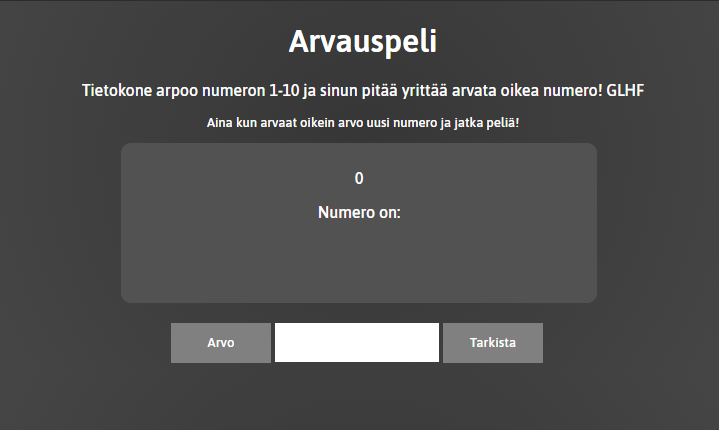 Arvauspeli
Tietokone arpoo numeron 1-10 ja sinun pitää yrittää arvata oikea numero! GLHF
Aina kun arvaat oikein arvo uusi numero ja jatka peliä!
0
Numero on:
Arvo
Tarkista